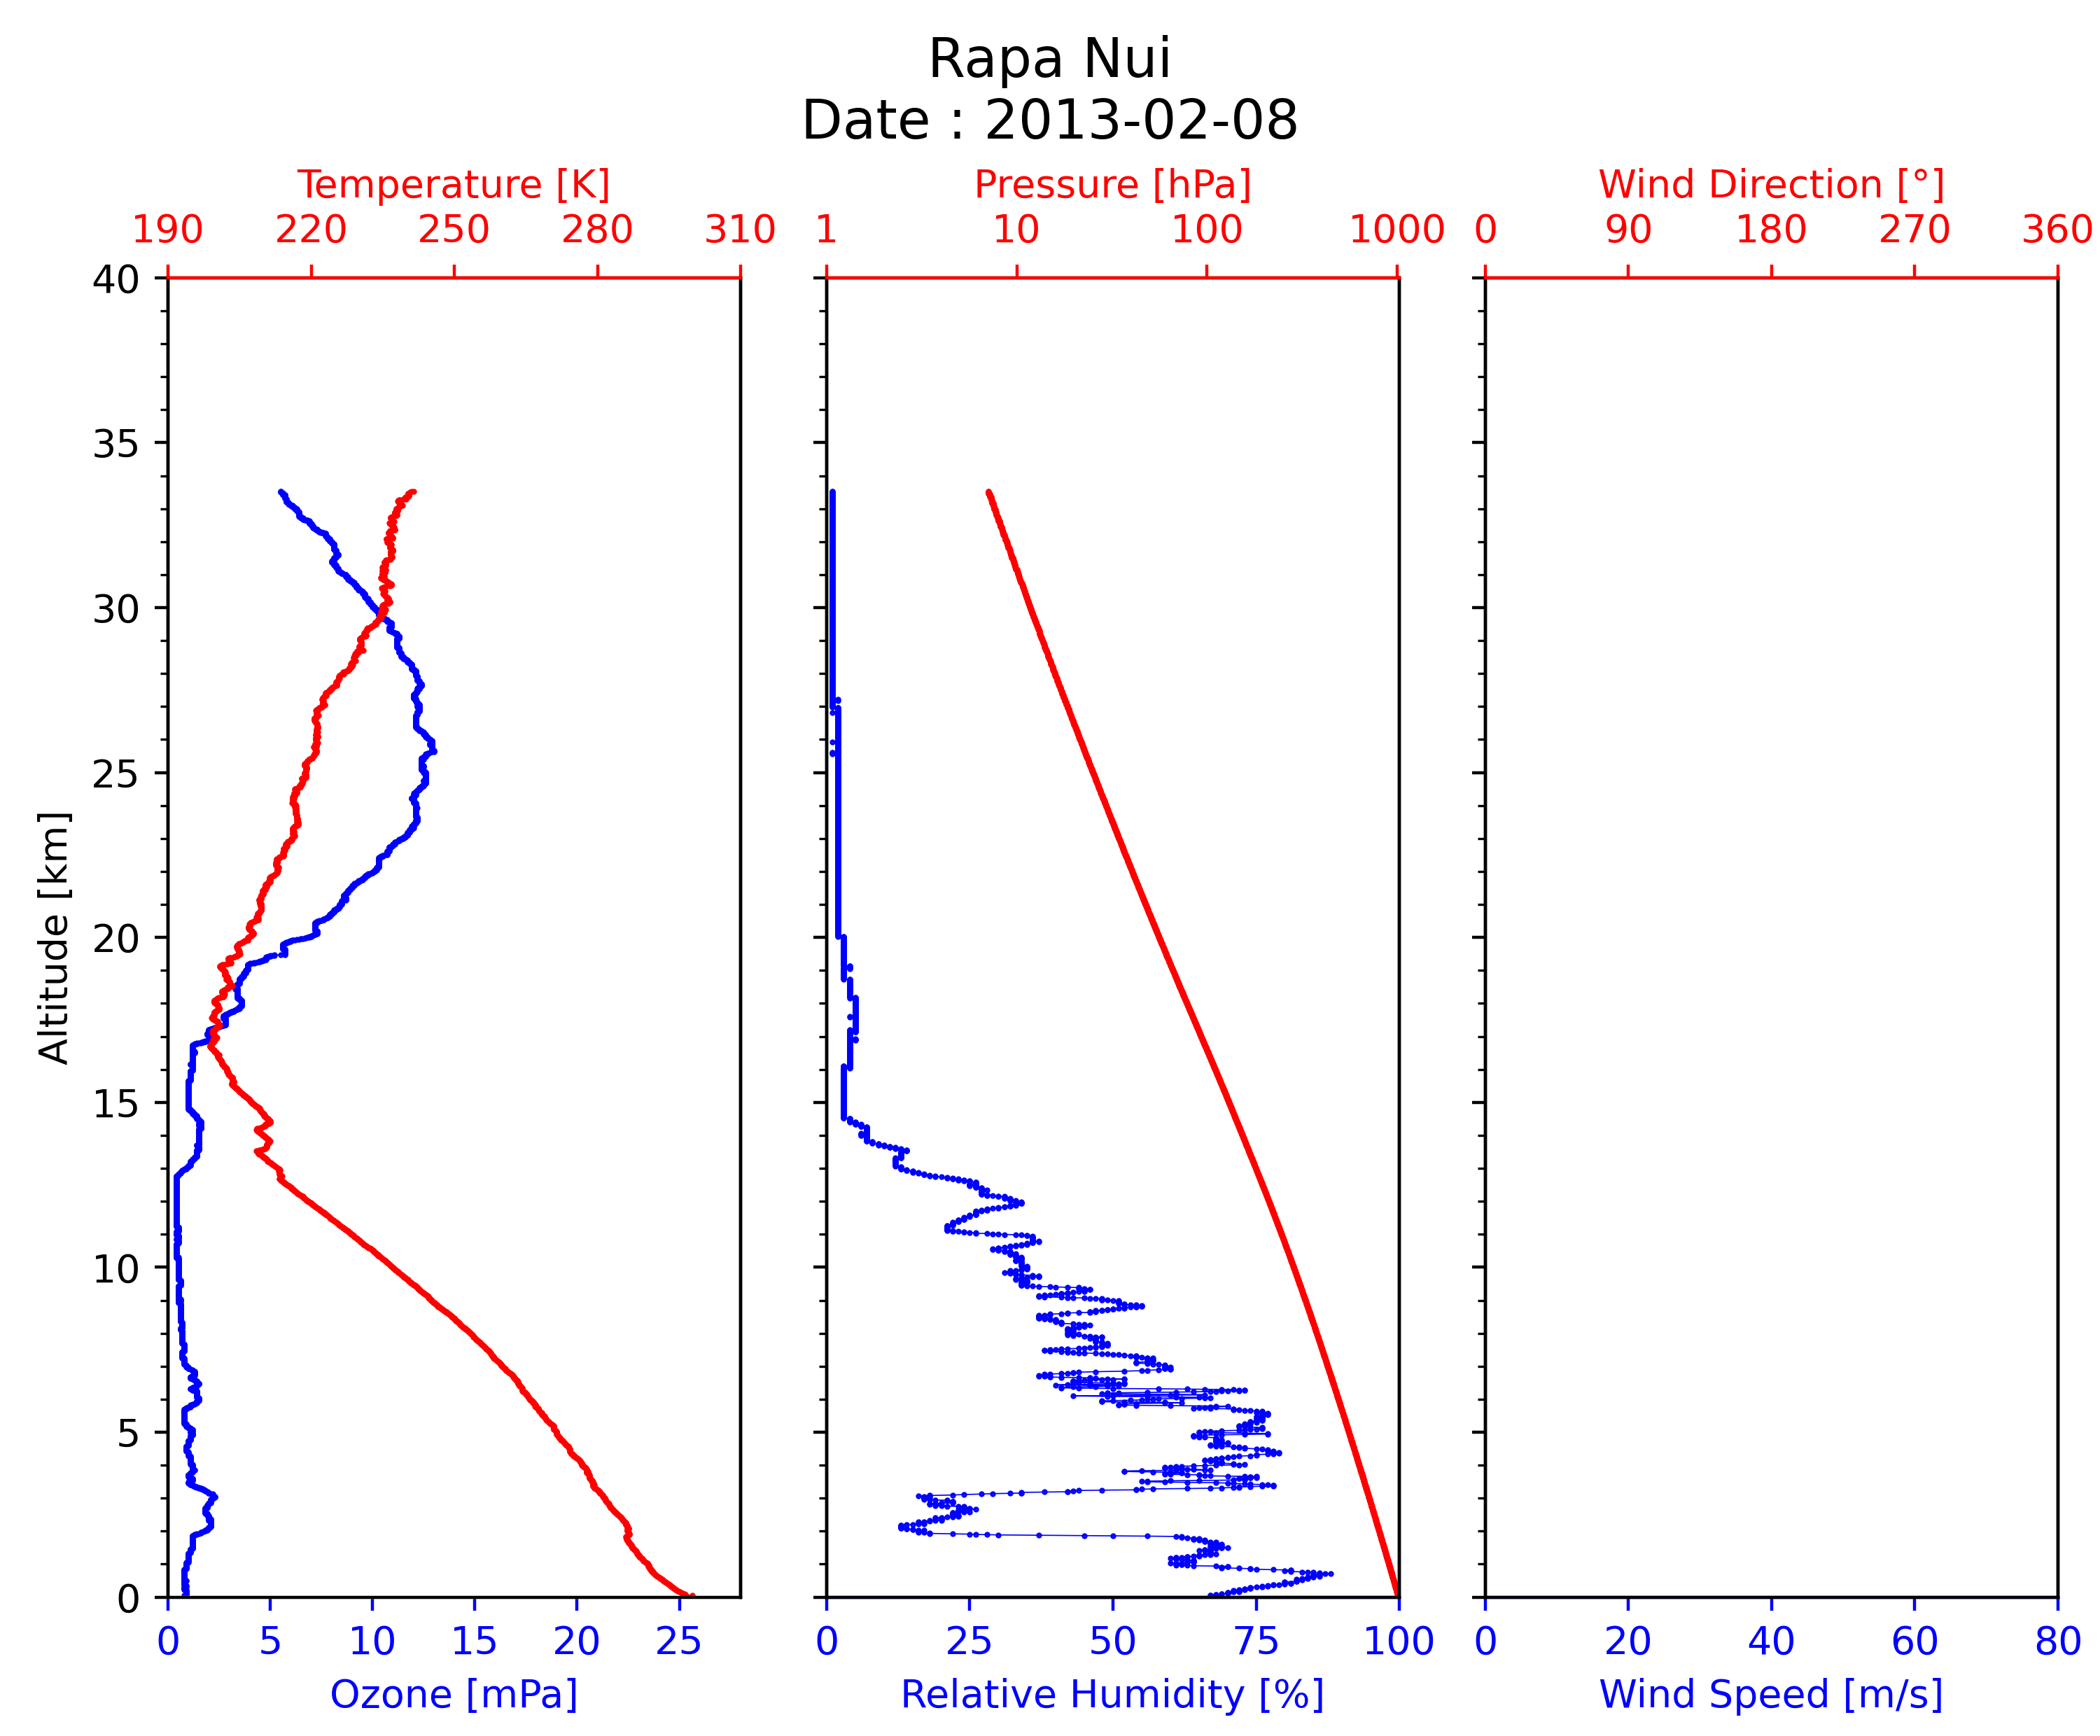 Rapa Nui
Date : 2013-02-08
Temperature [K]
190 220 250 280 310
Pressure [hPa]
1 10 100 1000
Wind Direction [°]
0 90 180 270 360
Altitude [km]
40
35
30
25
20
15
10
5
0
0 5 10 15 20 25
Ozone [mPa]
0 25 50 75 100
Relative Humidity [%]
0 20 40 60 80
Wind Speed [m/s]